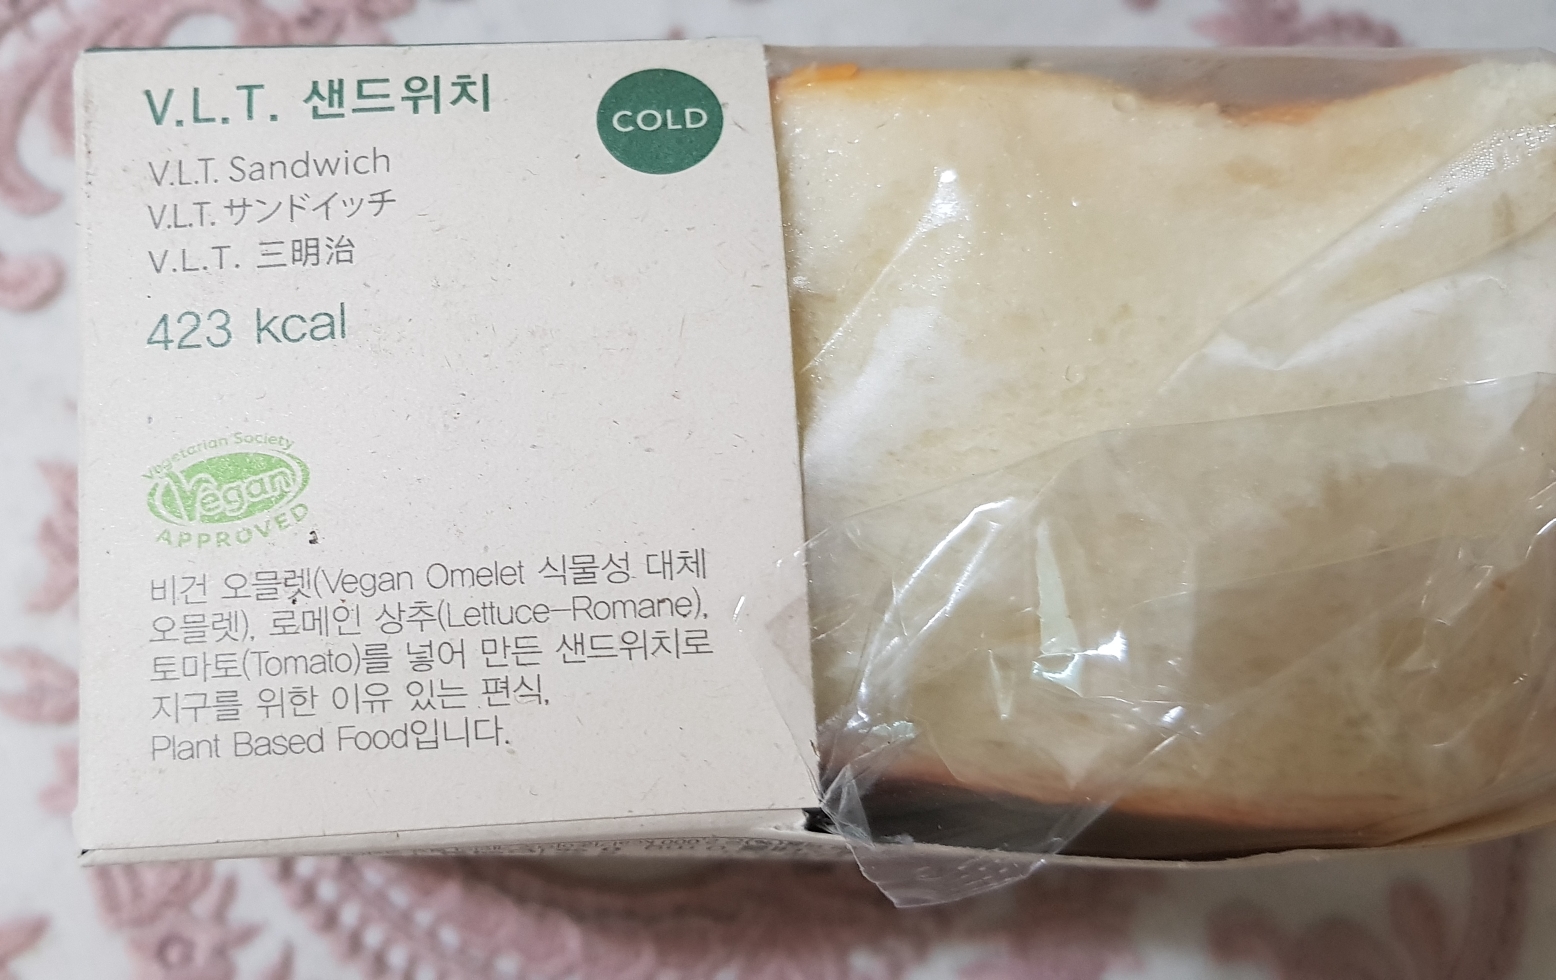 V.L.T. 샌드위치
COLD
V.L.T. Sandwich
V.L.T. サンドイッチ
V.L.T. 三明治
423 kcal
Vegetarian Society
Vegan
APPROVED
비건 오믈렛(Vegan Omelet 식물성 대체
오믈렛), 로메인 상추(Lettuce-Romane),
토마토(Tomato)를 넣어 만든 샌드위치로
지구를 위한 이유 있는 편식,
Plant Based Food입니다.